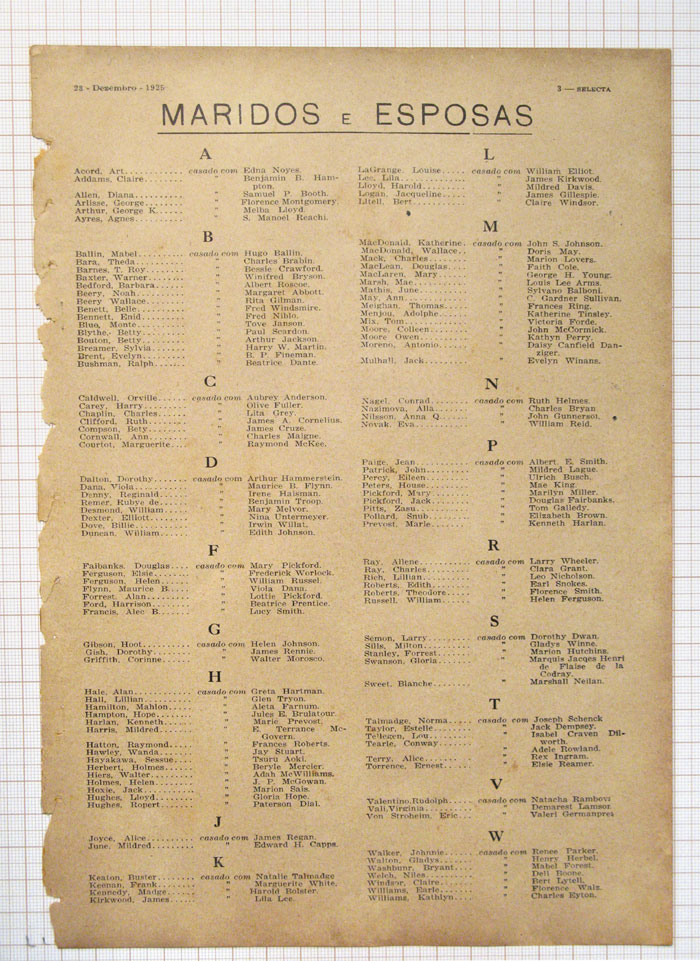 23 - Dezembro - 1925
3 — SELECTA
MARIDOS E ESPOSAS
A
Acord, Art.......... casado com Edna Noyes.
Addams, Claire....... " Benjamin B. Ham-
pton.
Allen, Diana......... " Samuel P. Booth.
Arlisse, George....... " Florence Montgomery
Arthur, George K..... " Melba Lloyd.
Ayres, Agnes......... " S. Manoel Reachi.
B
Ballin, Mabel......... casado com Hugo Ballin.
Bara, Theda.......... " Charles Brabin.
Barnes, T. Roy....... " Bessie Crawford.
Baxter, Warner....... " Winifred Bryson.
Bedford, Barbara..... " Albert Roscoe.
Beery, Noah.......... " Margaret Abbott.
Beery Wallace........ " Rita Gilman.
Benett, Belle......... " Fred Windsmire.
Bennett, Enid........ " Fred Niblo.
Blue, Monte.......... " Tove Janson.
Blythe, Betty......... " Paul Scardon.
Bouton, Betty........ " Arthur Jackson.
Breamer, Sylvia...... " Harry W. Martin.
Brent, Evelyn........ " B. P. Fineman.
Bushman, Ralph...... " Beatrice Dante.
C
Caldwell, Orville..... casado com Aubrey Anderson.
Carey, Harry......... " Olive Fuller.
Chaplin, Charles..... " Lita Grey.
Clifford, Ruth........ " James A. Cornelius.
Compson, Bety....... " James Cruze.
Cornwall, Ann........ " Charles Maigne.
Courtot, Marguerite... " Raymond McKee.
D
Dalton, Dorothy...... casado com Arthur Hammerstein.
Dana, Viola.......... " Maurice B. Flynn.
Denny, Reginald..... " Irene Haisman.
Remer, Rubye de..... " Benjamin Troop.
Desmond, William.... " Mary McIvor.
Dexter, Elliott........ " Nina Untermeyer.
Dove, Billie.......... " Irwin Willat.
Duncan, William..... " Edith Johnson.
F
Faibanks, Douglas.... casado com Mary Pickford.
Ferguson, Elsie....... " Frederick Worlock.
Ferguson, Helen...... " William Russel.
Flynn, Maurice B..... " Viola Dana.
Forrest, Alan......... " Lottie Pickford.
Ford, Harrison....... " Beatrice Prentice.
Francis, Alec B....... " Lucy Smith.
G
Gibson, Hoot......... casado com Helen Johnson.
Gish, Dorothy........ " James Rennie.
Griffith, Corinne...... " Walter Morosco.
H
Hale, Alan........... casado com Greta Hartman.
Hall, Lillian.......... " Glen Tryon.
Hamilton, Mahlon.... " Aleta Farnum.
Hampton, Hope...... " Jules E. Brulatour.
Harlan, Kenneth..... " Marie Prevost.
Harris, Mildred...... " E. Terrance Mc-
Govern.
Hatton, Raymond.... " Frances Roberts.
Hawley, Wanda...... " Jay Stuart.
Hayakawa, Sessue.... " Tsuru Aoki.
Herbert, Holmes...... " Beryle Mercier.
Hiers, Walter......... " Adah McWilliams.
Holmes, Helen....... " J. P. McGowan.
Hoxie, Jack.......... " Marion Sais.
Hughes, Lloyd....... " Gloria Hope.
Hughes, Ropert...... " Paterson Dial.
J
Joyce, Alice.......... casado com James Regan.
June, Mildred........ " Edward H. Capps.
K
Keaton, Buster....... casado com Natalie Talmadge
Keenan, Frank....... " Marguerite White.
Kennedy, Madge..... " Harold Bolster.
Kirkwood, James..... " Lila Lee.
L
LaGrange, Louise..... casado com William Elliot.
Lee, Lila............. " James Kirkwood.
Lloyd, Harold........ " Mildred Davis.
Logan, Jacqueline.... " James Gillespie.
Litell, Bert........... " Claire Windsor.
M
MacDonald, Katherine. casado com John S. Johnson.
MacDonald, Wallace.. " Doris May.
Mack, Charles........ " Marion Lovers.
MacLean, Douglas.... " Faith Cole.
MacLaren, Mary..... " George H. Young.
Marsh, Mae.......... " Louis Lee Arms.
Mathis, June......... " Sylvano Balboni.
May, Ann............ " C. Gardner Sullivan.
Meighan, Thomas.... " Frances Ring.
Menjou, Adolphe..... " Katherine Tinsley.
Mix, Tom............ " Victoria Forde.
Moore, Colleen....... " John McCormick.
Moore Owen......... " Kathyn Perry.
Moreno, Antonio..... " Daisy Canfield Dan-
ziger.
Mulhall, Jack........ " Evelyn Winans.
N
Nagel, Conrad........ casado com Ruth Helmes.
Nazimova, Alla....... " Charles Bryan
Nilsson, Anna Q...... " John Gunnerson.
Novak, Eva.......... " William Reid.
P
Paige, Jean........... casado com Albert E. Smith.
Patrick, John......... " Mildred Lague.
Percy, Eileen......... " Ulrich Busch.
Peters, House........ " Mae King.
Pickford, Mary....... " Marilyn Miller.
Pickford, Jack........ " Douglas Fairbanks.
Pitts, Zasu........... " Tom Galledy.
Pollard, Snub........ " Elizabeth Brown.
Prevost, Marie....... " Kenneth Harlan.
R
Ray, Allene.......... casado com Larry Wheeler.
Ray, Charles......... " Clara Grant.
Rich, Lillian.......... " Leo Nicholson.
Roberts, Edith....... " Earl Snokes.
Roberts, Theodore.... " Florence Smith.
Russell, William...... " Helen Ferguson.
S
Semon, Larry........ casado com Dorothy Dwan.
Sills, Milton.......... " Gladys Winne.
Stanley, Forrest...... " Marion Hutchins.
Swanson, Gloria...... " Marquis Jacqes Henri
de Flaise de la
Codray.
Sweet, Blanche....... " Marshall Neilan.
T
Talmadge, Norma.... casado com Joseph Schenck
Taylor, Estelle....... " Jack Dempsey.
Tellegen, Lou........ " Isabel Craven Dil-
worth.
Tearle, Conway...... " Adele Rowland.
Terry, Alice.......... " Rex Ingram.
Torrence, Ernest..... " Elsie Reamer.
V
Valentino, Rudolph.... casado com Natacha Rambovi
Vali, Virginia........ " Demarest Lamsor
Von Stroheim, Eric... " Valeri Germanprei
W
Walker, Johnnie..... casado com Renee Parker.
Walton, Gladys...... " Henry Herbel.
Washburn, Bryant.... " Mabel Forest.
Welch, Niles......... " Dell Boone.
Windsor, Claire...... " Bert Lytell.
Williams, Earle...... " Florence Walz.
Williams, Kathlyn.... " Charles Eyton.